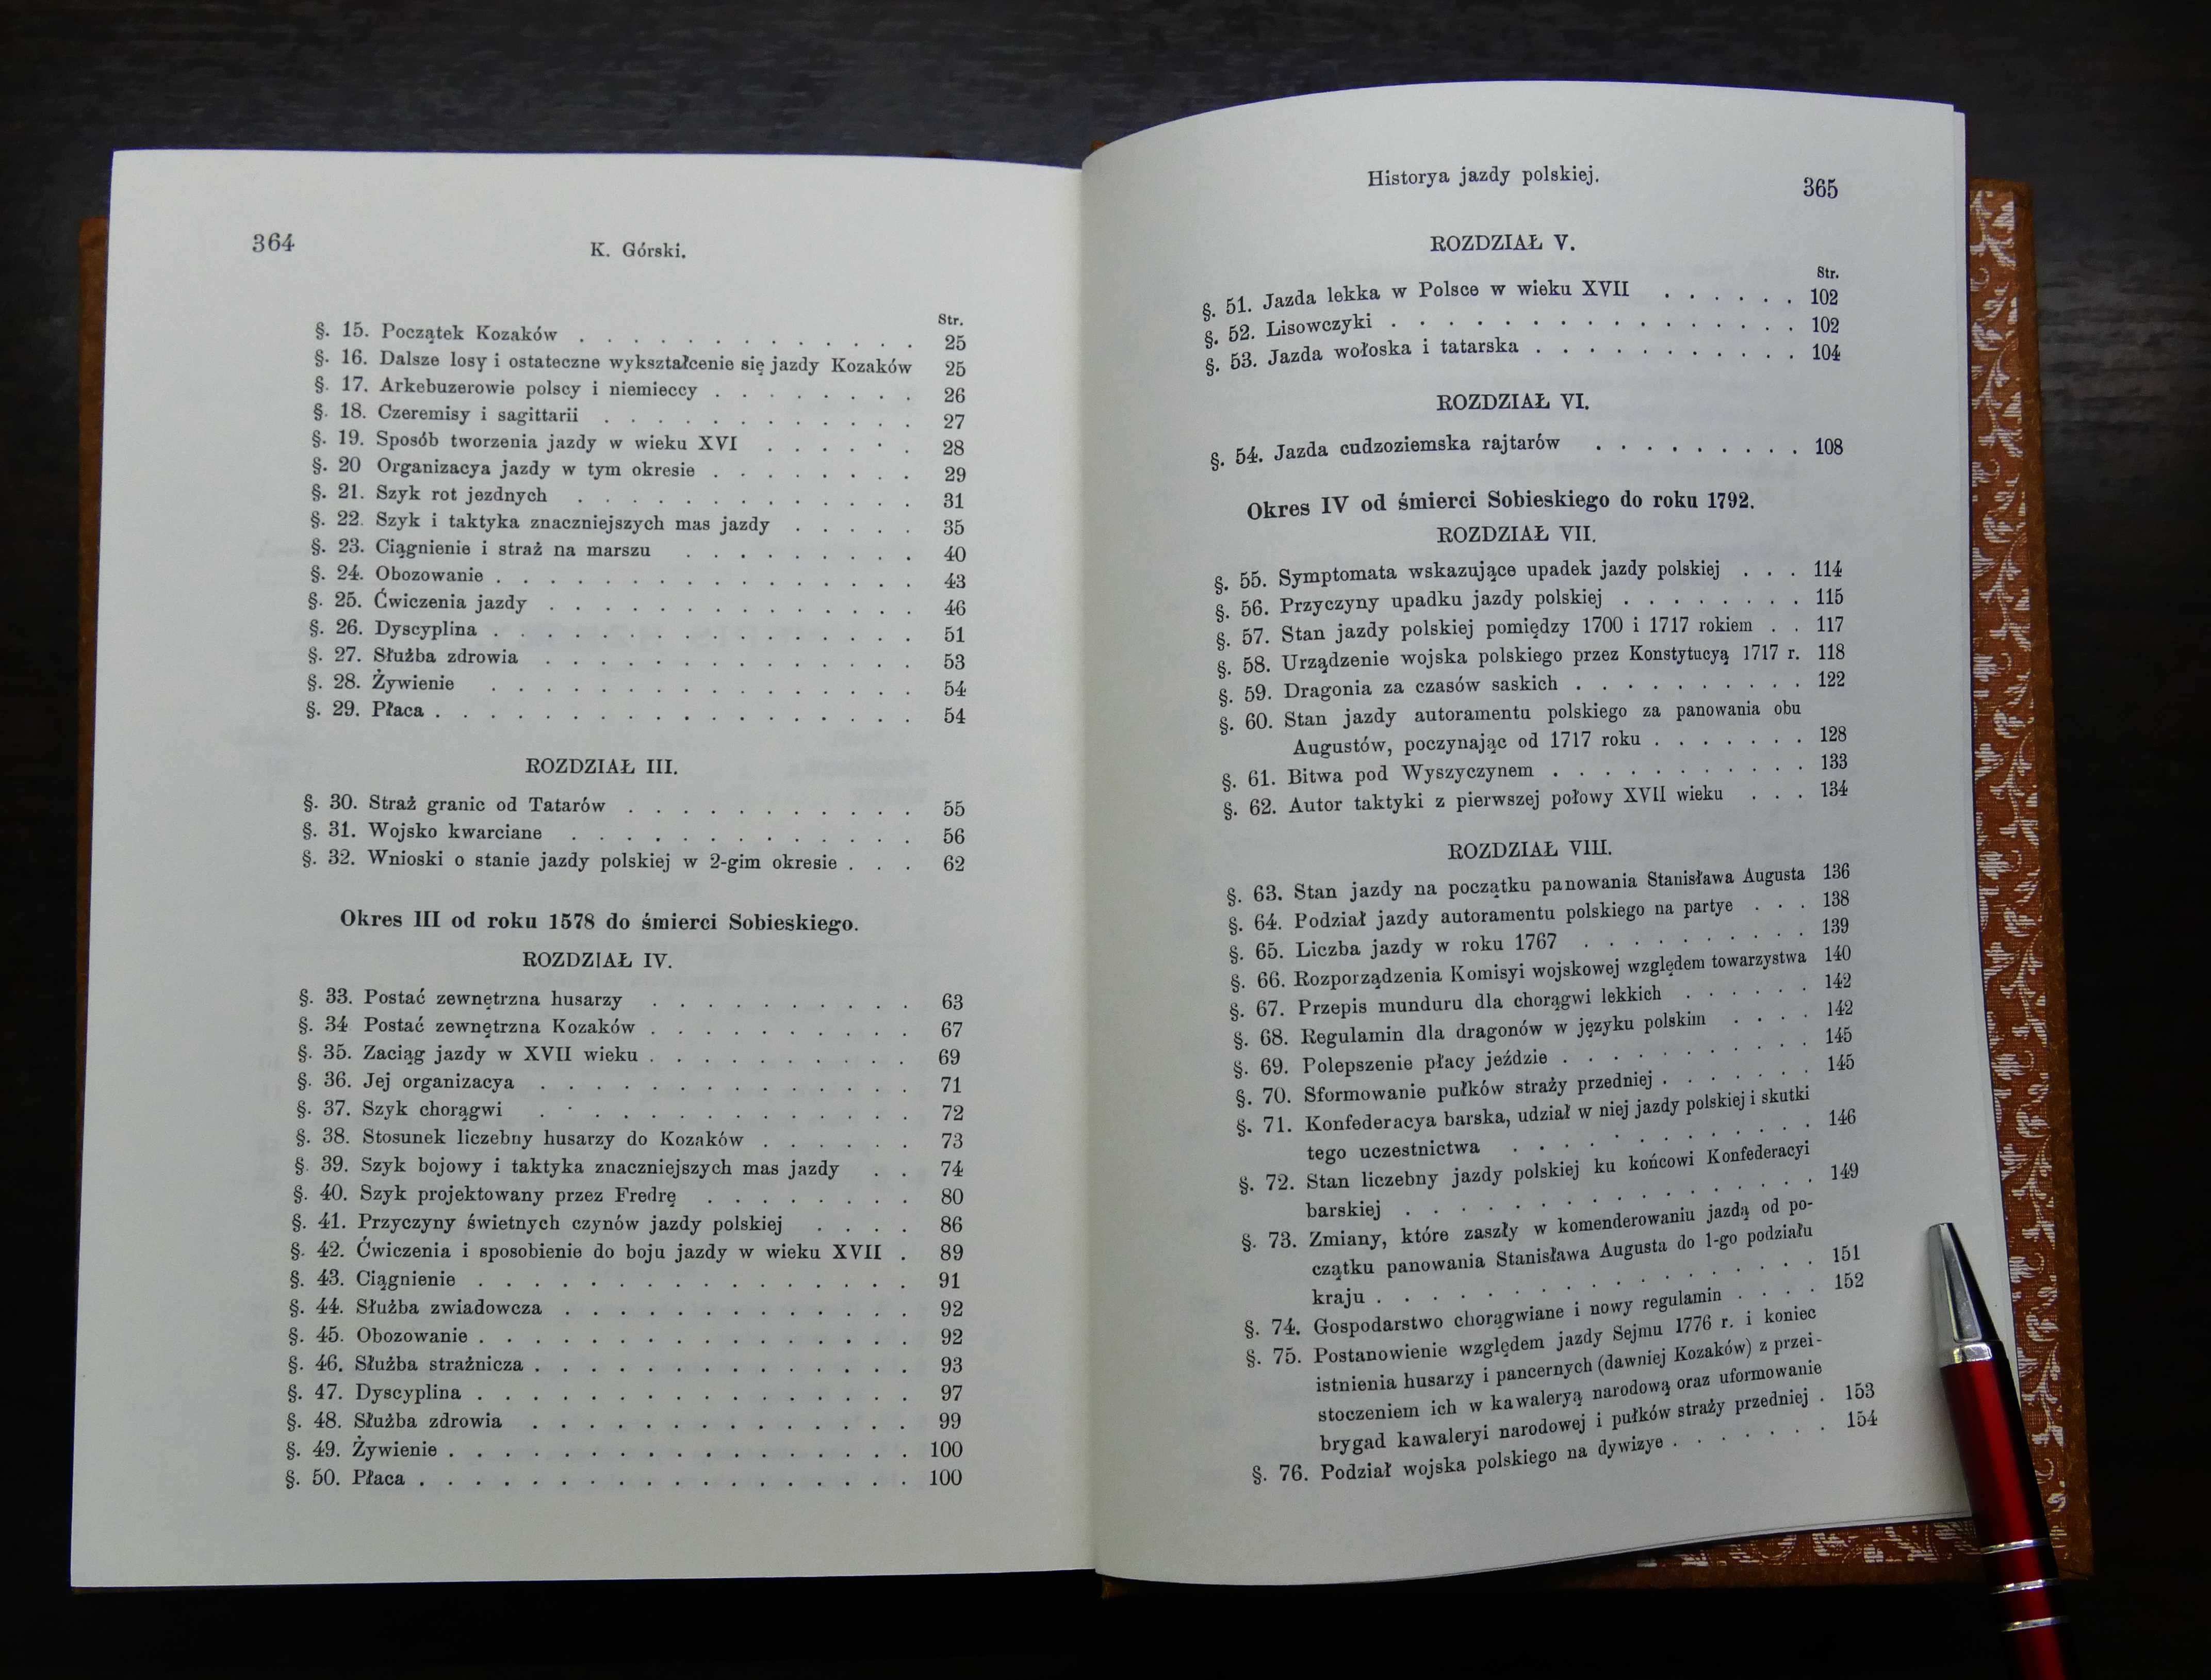 364
K. Górski.
Str.
§. 15. Początek Kozaków . . . . . . . . . . . . . 25
§. 16. Dalsze losy i ostateczne wykształcenie się jazdy Kozaków 25
§. 17. Arkebuzerowie polscy i niemieccy . . . . . . . . 26
§. 18. Czeremisy i sagittarii . . . . . . . . . . . . 27
§. 19. Sposób tworzenia jazdy w wieku XVI . . . . . . 28
§. 20 Organizacya jazdy w tym okresie . . . . . . . . 29
§. 21. Szyk rot jezdnych . . . . . . . . . . . . . 31
§. 22. Szyk i taktyka znaczniejszych mas jazdy . . . . . 35
§. 23. Ciągnienie i straż na marszu . . . . . . . . . 40
§. 24. Obozowanie . . . . . . . . . . . . . . . . 43
§. 25. Ćwiczenia jazdy . . . . . . . . . . . . . . 46
§. 26. Dyscyplina . . . . . . . . . . . . . . . . 51
§. 27. Służba zdrowia . . . . . . . . . . . . . . 53
§. 28. Żywienie . . . . . . . . . . . . . . . . 54
§. 29. Płaca . . . . . . . . . . . . . . . . . . 54
ROZDZIAŁ III.
§. 30. Straż granic od Tatarów . . . . . . . . . . . 55
§. 31. Wojsko kwarciane . . . . . . . . . . . . . 56
§. 32. Wnioski o stanie jazdy polskiej w 2-gim okresie . . . 62
Okres III od roku 1578 do śmierci Sobieskiego.
ROZDZIAŁ IV.
§. 33. Postać zewnętrzna husarzy . . . . . . . . . . 63
§. 34 Postać zewnętrzna Kozaków . . . . . . . . . . 67
§. 35. Zaciąg jazdy w XVII wieku . . . . . . . . . . 69
§. 36. Jej organizacya . . . . . . . . . . . . . . 71
§. 37. Szyk chorągwi . . . . . . . . . . . . . . 72
§. 38. Stosunek liczebny husarzy do Kozaków . . . . . . 73
§. 39. Szyk bojowy i taktyka znaczniejszych mas jazdy . . 74
§. 40. Szyk projektowany przez Fredrę . . . . . . . . 80
§. 41. Przyczyny świetnych czynów jazdy polskiej . . . . 86
§. 42. Ćwiczenia i sposobienie do boju jazdy w wieku XVII . 89
§. 43. Ciągnienie . . . . . . . . . . . . . . . . 91
§. 44. Służba zwiadowcza . . . . . . . . . . . . . 92
§. 45. Obozowanie . . . . . . . . . . . . . . . . 92
§. 46. Służba strażnicza . . . . . . . . . . . . . . 93
§. 47. Dyscyplina . . . . . . . . . . . . . . . . 97
§. 48. Służba zdrowia . . . . . . . . . . . . . . 99
§. 49. Żywienie . . . . . . . . . . . . . . . . . 100
§. 50. Płaca . . . . . . . . . . . . . . . . . . 100
Historya jazdy polskiej.
365
ROZDZIAŁ V.
Str.
§. 51. Jazda lekka w Polsce w wieku XVII . . . . . . 102
§. 52. Lisowczyki . . . . . . . . . . . . . . . . 102
§. 53. Jazda wołoska i tatarska . . . . . . . . . . . 104
ROZDZIAŁ VI.
§. 54. Jazda cudzoziemska rajtarów . . . . . . . . . 108
Okres IV od śmierci Sobieskiego do roku 1792.
ROZDZIAŁ VII.
§. 55. Symptomata wskazujące upadek jazdy polskiej . . . 114
§. 56. Przyczyny upadku jazdy polskiej . . . . . . . . 115
§. 57. Stan jazdy polskiej pomiędzy 1700 i 1717 rokiem . . 117
§. 58. Urządzenie wojska polskiego przez Konstytucyą 1717 r. 118
§. 59. Dragonia za czasów saskich . . . . . . . . . . 122
§. 60. Stan jazdy autoramentu polskiego za panowania obu
Augustów, poczynając od 1717 roku . . . . . . . 128
§. 61. Bitwa pod Wyszyczynem . . . . . . . . . . . 133
§. 62. Autor taktyki z pierwszej połowy XVII wieku . . . 134
ROZDZIAŁ VIII.
§. 63. Stan jazdy na początku panowania Stanisława Augusta 136
§. 64. Podział jazdy autoramentu polskiego na partye . . . 138
§. 65. Liczba jazdy w roku 1767 . . . . . . . . . . 139
§. 66. Rozporządzenia Komisyi wojskowej względem towarzystwa 140
§. 67. Przepis munduru dla chorągwi lekkich . . . . . . 142
§. 68. Regulamin dla dragonów w języku polskim . . . . 142
§. 69. Polepszenie płacy jeździe . . . . . . . . . . . 145
§. 70. Sformowanie pułków straży przedniej . . . . . . . 145
§. 71. Konfederacya barska, udział w niej jazdy polskiej i skutki
tego uczestnictwa . . . . . . . . . . . . 146
§. 72. Stan liczebny jazdy polskiej ku końcowi Konfederacyi
barskiej . . . . . . . . . . . . . . . . 149
§. 73. Zmiany, które zaszły w komenderowaniu jazdą od po-
czątku panowania Stanisława Augusta do 1-go podziału
kraju . . . . . . . . . . . . . . . . . 151
§. 74. Gospodarstwo chorągwiane i nowy regulamin . . . . 152
§. 75. Postanowienie względem jazdy Sejmu 1776 r. i koniec
istnienia husarzy i pancernych (dawniej Kozaków) z przei-
stoczeniem ich w kawaleryą narodową oraz uformowanie
brygad kawaleryi narodowej i pułków straży przedniej . 153
§. 76. Podział wojska polskiego na dywizye . . . . . . . 154